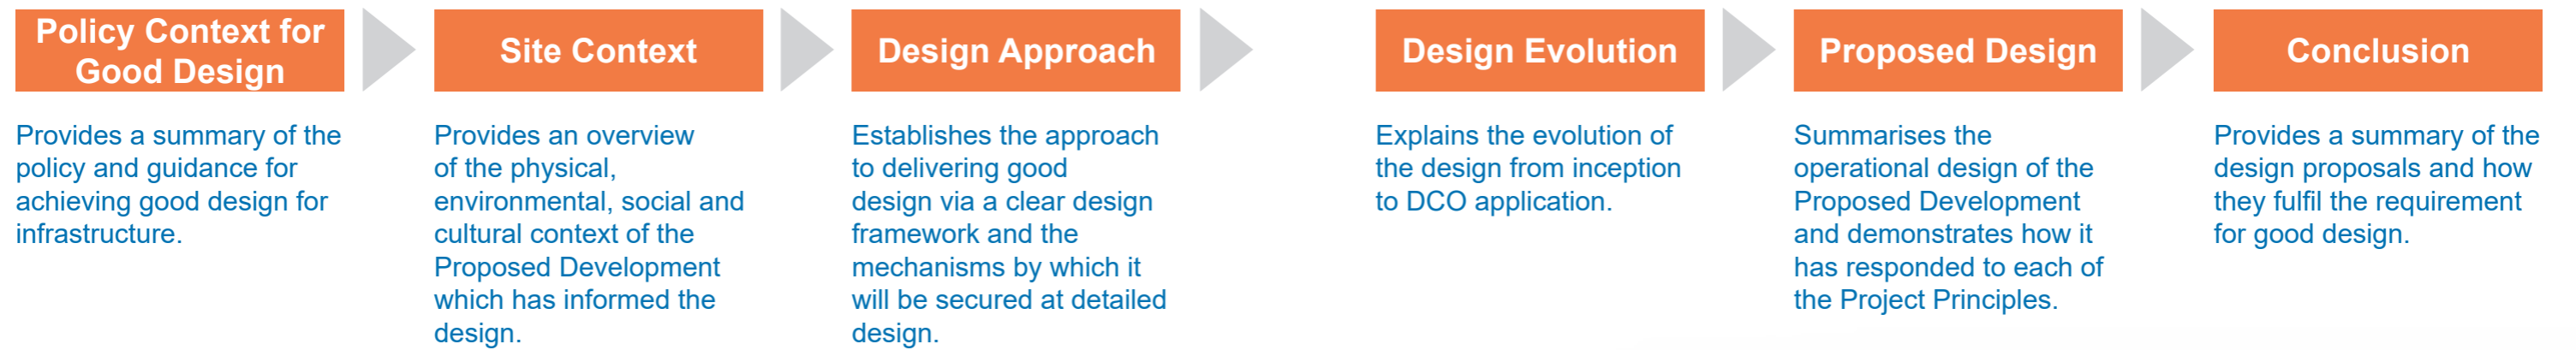 Policy Context for
Good Design
Provides a summary of the
policy and guidance for
achieving good design for
infrastructure.
Site Context
Provides an overview
of the physical,
environmental, social and
cultural context of the
Proposed Development
which has informed the
design.
Design Approach
Establishes the approach
to delivering good
design via a clear design
framework and the
mechanisms by which it
will be secured at detailed
design.
Design Evolution
Explains the evolution of
the design from inception
to DCO application.
Proposed Design
Summarises the
operational design of the
Proposed Development
and demonstrates how it
has responded to each of
the Project Principles.
Conclusion
Provides a summary of the
design proposals and how
they fulfil the requirement
for good design.